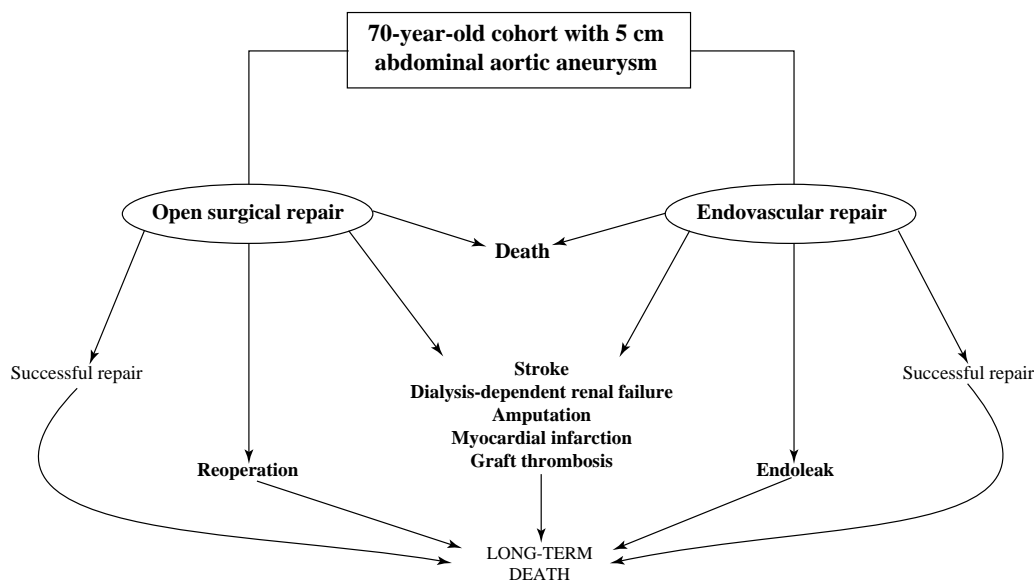 70-year-old cohort with 5 cm
abdominal aortic aneurysm
Open surgical repair
Endovascular repair
Death
Successful repair
Stroke
Dialysis-dependent renal failure
Amputation
Myocardial infarction
Graft thrombosis
Successful repair
Reoperation
Endoleak
LONG-TERM
DEATH